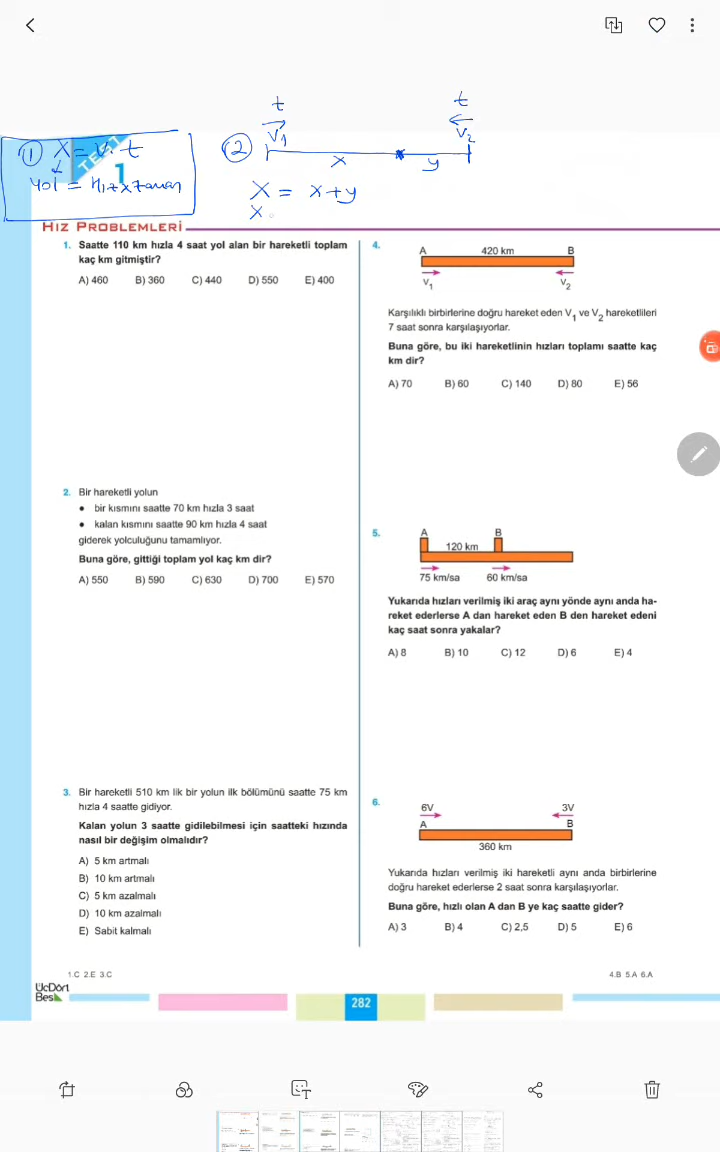 t
t
V1
V2
① X = V. t
②
x
y
Yol = Hız x zaman
X = x+y
x
TEST
1
HIZ PROBLEMLERİ
1. Saatte 110 km hızla 4 saat yol alan bir hareketli toplam
kaç km gitmiştir?
A) 460 B) 360 C) 440 D) 550 E) 400
2. Bir hareketli yolun
• bir kısmını saatte 70 km hızla 3 saat
• kalan kısmını saatte 90 km hızla 4 saat
giderek yolculuğunu tamamlıyor.
Buna göre, gittiği toplam yol kaç km dir?
A) 550 B) 590 C) 630 D) 700 E) 570
3. Bir hareketli 510 km lik bir yolun ilk bölümünü saatte 75 km
hızla 4 saatte gidiyor.
Kalan yolun 3 saatte gidilebilmesi için saatteki hızında
nasıl bir değişim olmalıdır?
A) 5 km artmalı
B) 10 km artmalı
C) 5 km azalmalı
D) 10 km azalmalı
E) Sabit kalmalı
4.
A 420 km B
V1 V2
Karşılıklı birbirlerine doğru hareket eden V1 ve V2 hareketlileri
7 saat sonra karşılaşıyorlar.
Buna göre, bu iki hareketlinin hızları toplamı saatte kaç
km dir?
A) 70 B) 60 C) 140 D) 80 E) 56
5.
A B
120 km
75 km/sa 60 km/sa
Yukarıda hızları verilmiş iki araç aynı yönde aynı anda ha-
reket ederlerse A dan hareket eden B den hareket edeni
kaç saat sonra yakalar?
A) 8 B) 10 C) 12 D) 6 E) 4
6.
6V 3V
A B
360 km
Yukarıda hızları verilmiş iki hareketli aynı anda birbirlerine
doğru hareket ederlerse 2 saat sonra karşılaşıyorlar.
Buna göre, hızlı olan A dan B ye kaç saatte gider?
A) 3 B) 4 C) 2,5 D) 5 E) 6
1.C 2.E 3.C
4.B 5.A 6.A
ÜcDört
Beş
282